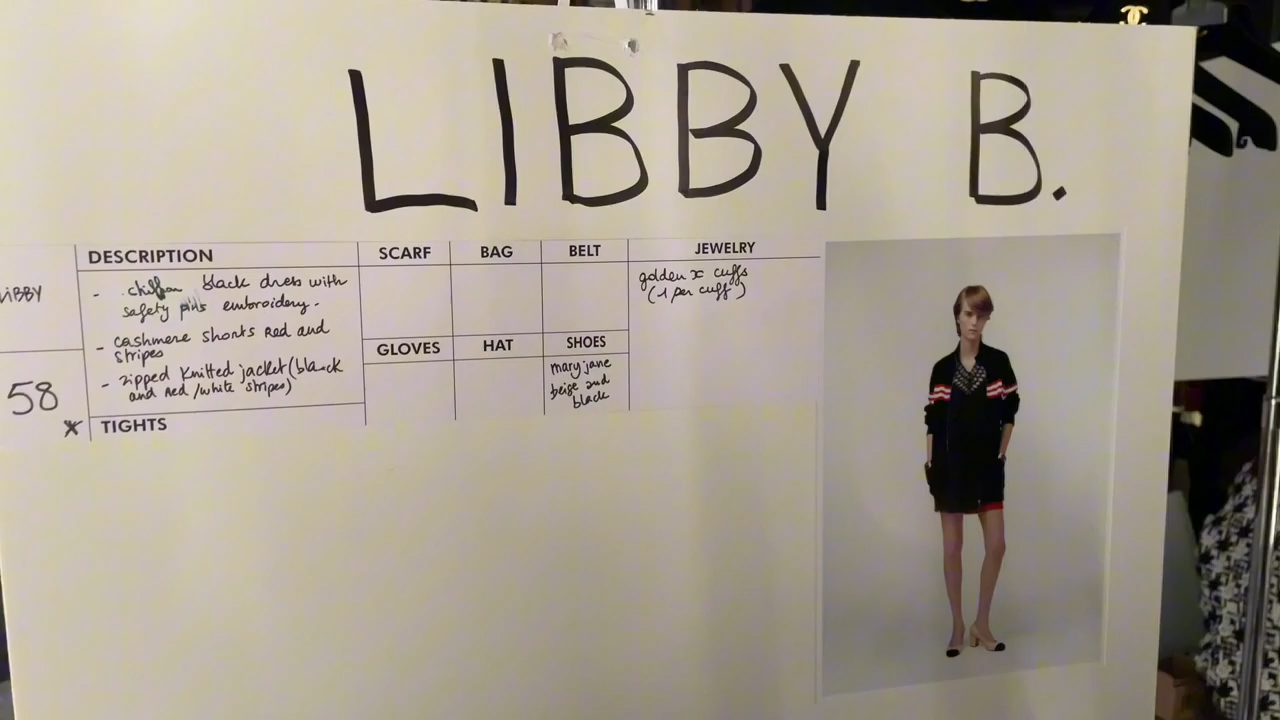 LIBBY B.
LIBBY
58
DESCRIPTION
- chiffon black dress with
safety pins embroidery.
- cashmere shorts red and
stripes
- zipped knitted jacket (black
and red/white stripes)
TIGHTS
SCARF
BAG
BELT
GLOVES
HAT
SHOES
mary jane
beige and
black
JEWELRY
golden x cuffs
(1 per cuff)